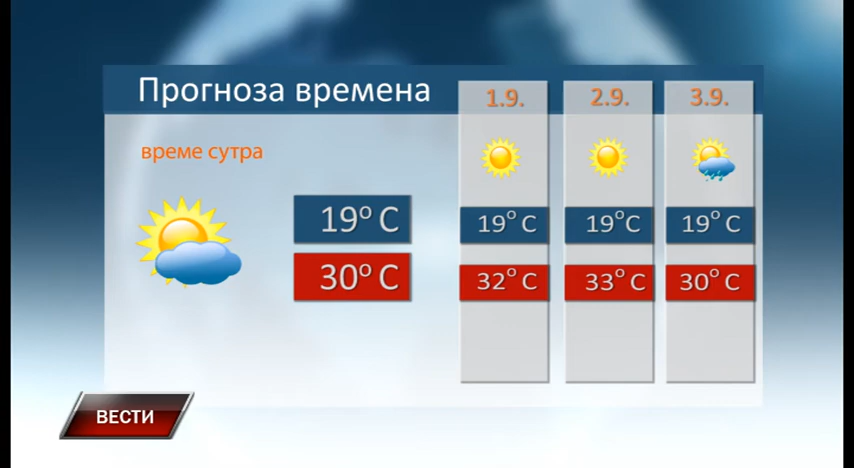 Прогноза времена
време сутра
19° C
30° C
1.9.
19° C
32° C
2.9.
19°C
33° C
3.9.
19° C
30° C
ВЕСТИ